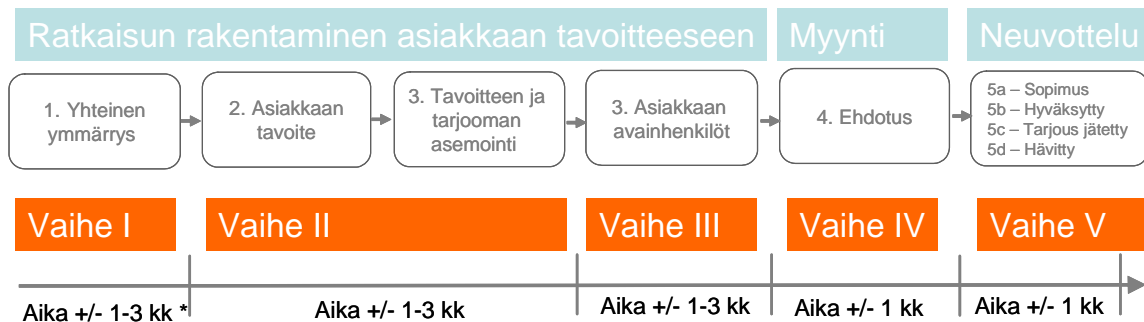 Ratkaisun rakentaminen asiakkaan tavoitteeseen
Myynti
Neuvottelu
1. Yhteinen
ymmärrys
2. Asiakkaan
tavoite
3. Tavoitteen ja
tarjooman
asemointi
3. Asiakkaan
avainhenkilöt
4. Ehdotus
5a – Sopimus
5b – Hyväksytty
5c – Tarjous jätetty
5d – Hävitty
Vaihe I
Vaihe II
Vaihe III
Vaihe IV
Vaihe V
Aika +/- 1-3 kk *
Aika +/- 1-3 kk
Aika +/- 1-3 kk
Aika +/- 1 kk
Aika +/- 1 kk